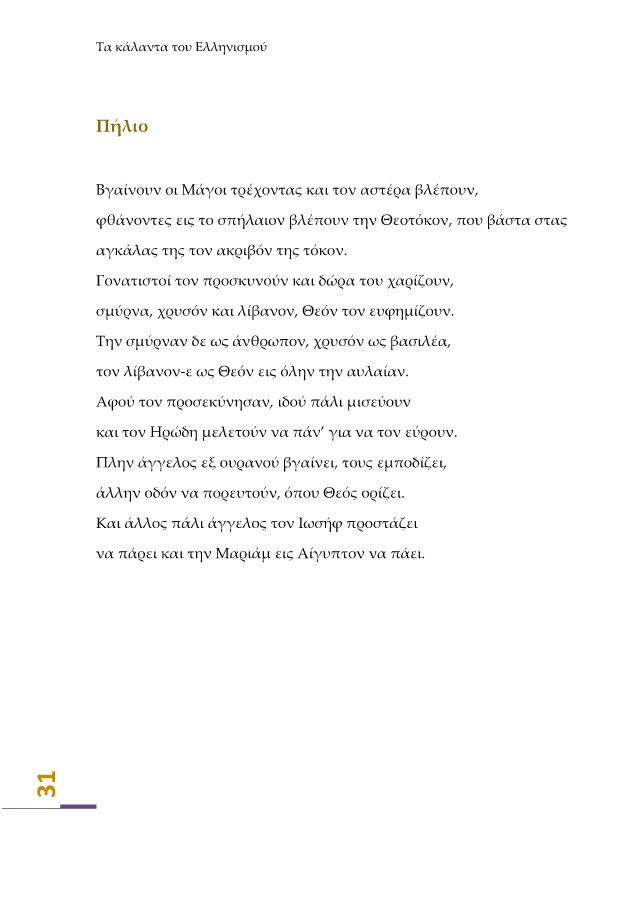 Τα κάλαντα του Ελληνισμού
Πήλιο
Βγαίνουν οι Μάγοι τρέχοντας και τον αστέρα βλέπουν,
φθάνοντες εις το σπήλαιον βλέπουν την Θεοτόκον, που βάστα στας
αγκάλας της τον ακριβόν της τόκον.
Γονατιστοί τον προσκυνούν και δώρα του χαρίζουν,
σμύρνα, χρυσόν και λίβανον, Θεόν τον ευφημίζουν.
Την σμύρναν δε ως άνθρωπον, χρυσόν ως βασιλέα,
τον λίβανον-ε ως Θεόν εις όλην την αυλαίαν.
Αφού τον προσεκύνησαν, ιδού πάλι μισεύουν
και τον Ηρώδη μελετούν να πάν’ για να τον εύρουν.
Πλην άγγελος εξ ουρανού βγαίνει, τους εμποδίζει,
άλλην οδόν να πορευτούν, όπου Θεός ορίζει.
Και άλλος πάλι άγγελος τον Ιωσήφ προστάζει
να πάρει και την Μαριάμ εις Αίγυπτον να πάει.
31